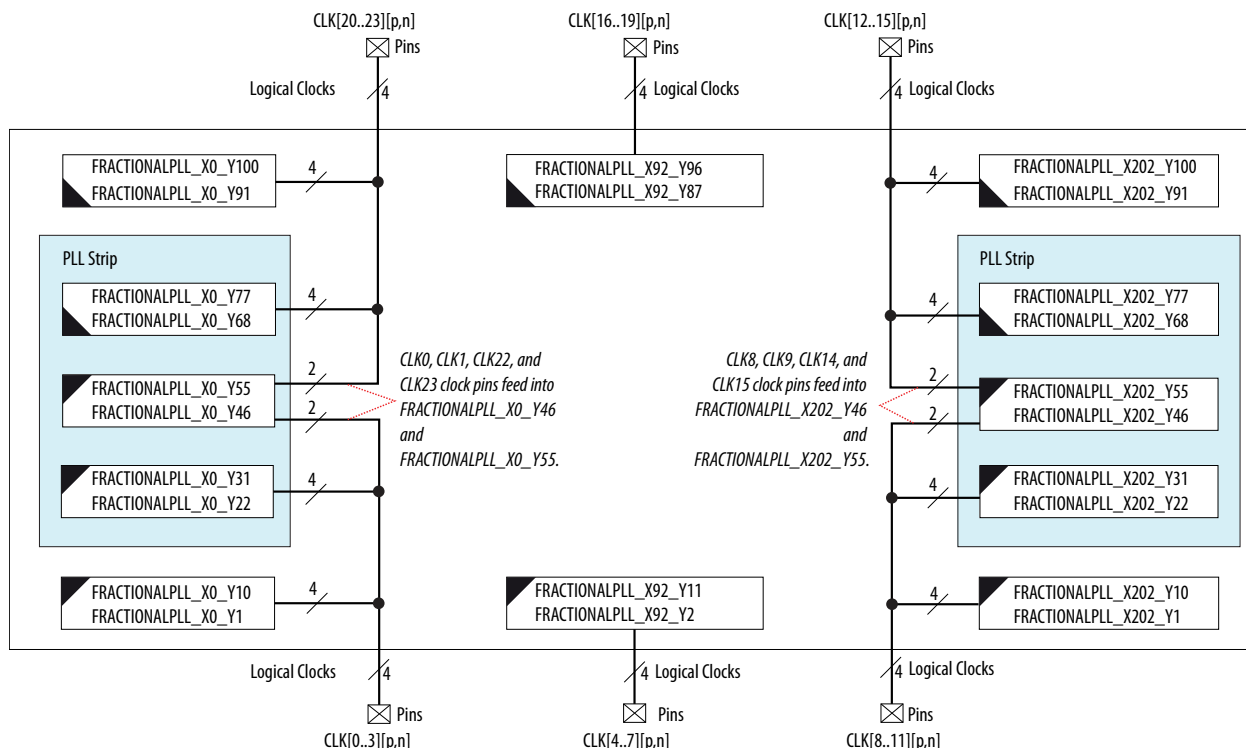 CLK[20..23][p,n]
Pins
Logical Clocks
4
CLK[16..19][p,n]
Pins
4
Logical Clocks
CLK[12..15][p,n]
Pins
4
Logical Clocks
FRACTIONALPLL_X0_Y100
FRACTIONALPLL_X0_Y91
4
FRACTIONALPLL_X92_Y96
FRACTIONALPLL_X92_Y87
4
FRACTIONALPLL_X202_Y100
FRACTIONALPLL_X202_Y91
PLL Strip
FRACTIONALPLL_X0_Y77
FRACTIONALPLL_X0_Y68
4
FRACTIONALPLL_X0_Y55
FRACTIONALPLL_X0_Y46
2
2
FRACTIONALPLL_X0_Y31
FRACTIONALPLL_X0_Y22
4
CLK0, CLK1, CLK22, and
CLK23 clock pins feed into
FRACTIONALPLL_X0_Y46
and
FRACTIONALPLL_X0_Y55.
CLK8, CLK9, CLK14, and
CLK15 clock pins feed into
FRACTIONALPLL_X202_Y46
and
FRACTIONALPLL_X202_Y55.
PLL Strip
4
FRACTIONALPLL_X202_Y77
FRACTIONALPLL_X202_Y68
2
2
FRACTIONALPLL_X202_Y55
FRACTIONALPLL_X202_Y46
4
FRACTIONALPLL_X202_Y31
FRACTIONALPLL_X202_Y22
FRACTIONALPLL_X0_Y10
FRACTIONALPLL_X0_Y1
4
FRACTIONALPLL_X92_Y11
FRACTIONALPLL_X92_Y2
4
FRACTIONALPLL_X202_Y10
FRACTIONALPLL_X202_Y1
Logical Clocks
4
Pins
CLK[0..3][p,n]
4
Logical Clocks
Pins
CLK[4..7][p,n]
4
Logical Clocks
Pins
CLK[8..11][p,n]